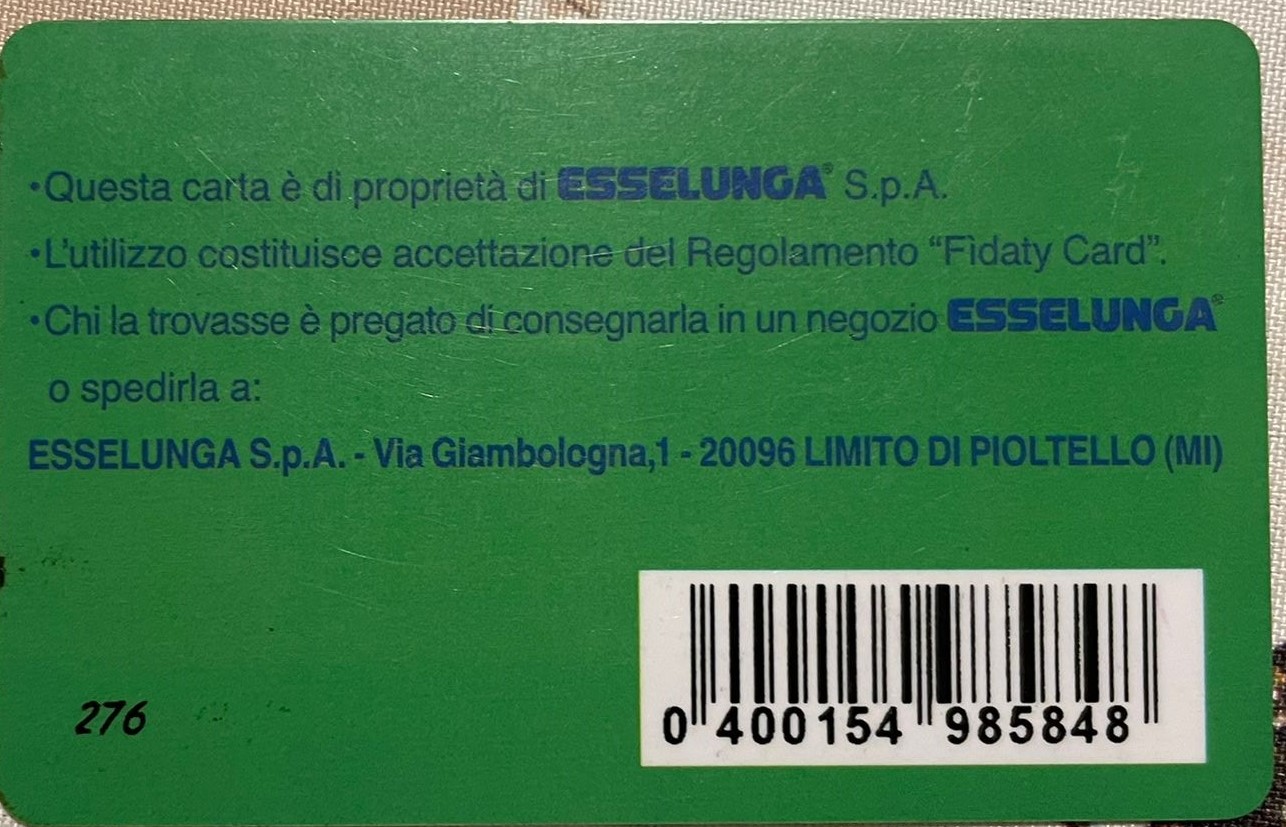 •Questa carta è di proprietà di ESSELUNGA® S.p.A.
•L'utilizzo costituisce accettazione del Regolamento “Fidaty Card”.
•Chi la trovasse è pregato di consegnarla in un negozio ESSELUNGA®
o spedirla a:
ESSELUNGA S.p.A. - Via Giambologna,1 - 20096 LIMITO DI PIOLTELLO (MI)
276
0 400154 985848